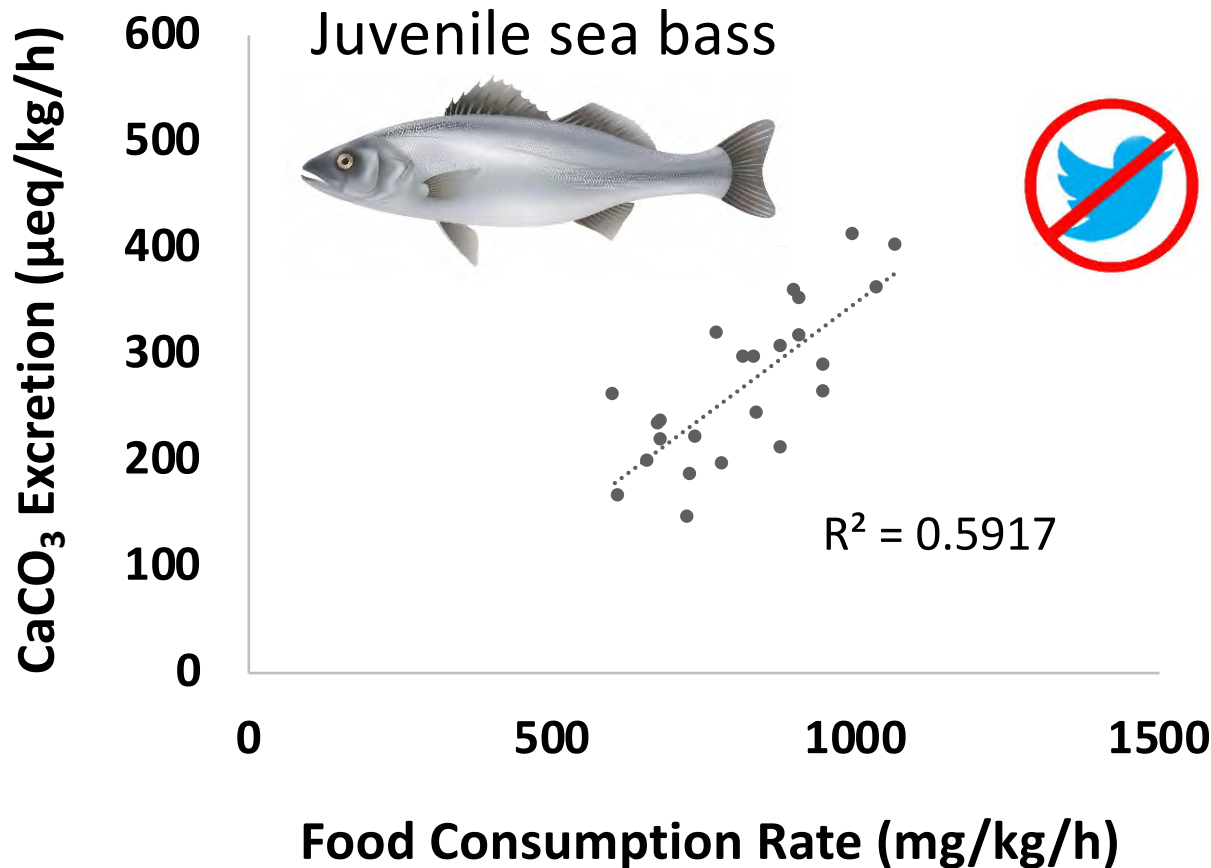 Juvenile sea bass
CaCO₃ Excretion (µeq/kg/h)
600
500
400
300
200
100
0
R² = 0.5917
0 500 1000 1500
Food Consumption Rate (mg/kg/h)